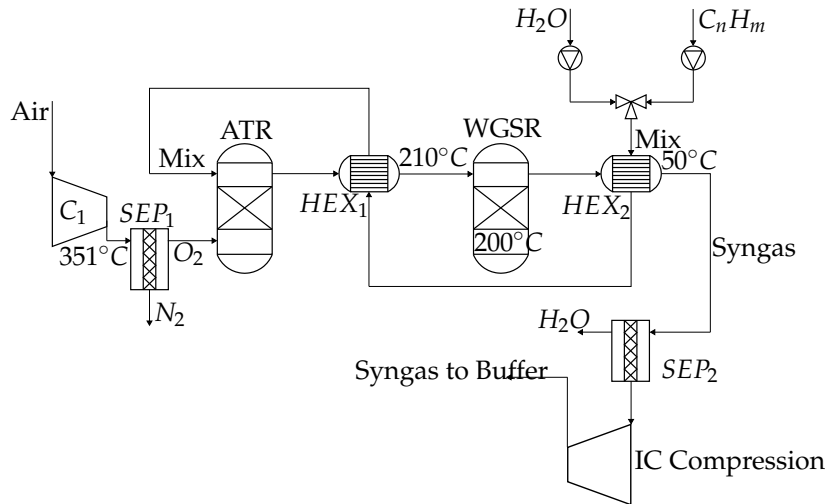 H₂O
CₙHₘ
Air
ATR
WGSR
Mix
Mix
210°C
50°C
C₁
SEP₁
HEX₁
HEX₂
351°C
O₂
200°C
Syngas
N₂
H₂O
SEP₂
Syngas to Buffer
IC Compression